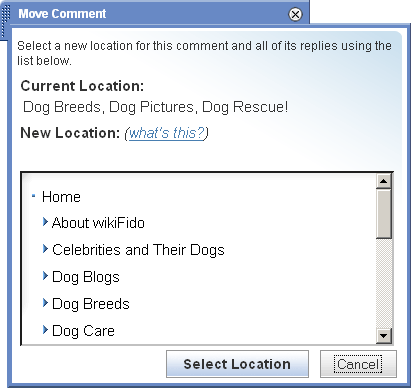 Move Comment
Select a new location for this comment and all of its replies using the
list below.
Current Location:
Dog Breeds, Dog Pictures, Dog Rescue!
New Location: (what's this?)
Home
About wikiFido
Celebrities and Their Dogs
Dog Blogs
Dog Breeds
Dog Care
Select Location Cancel